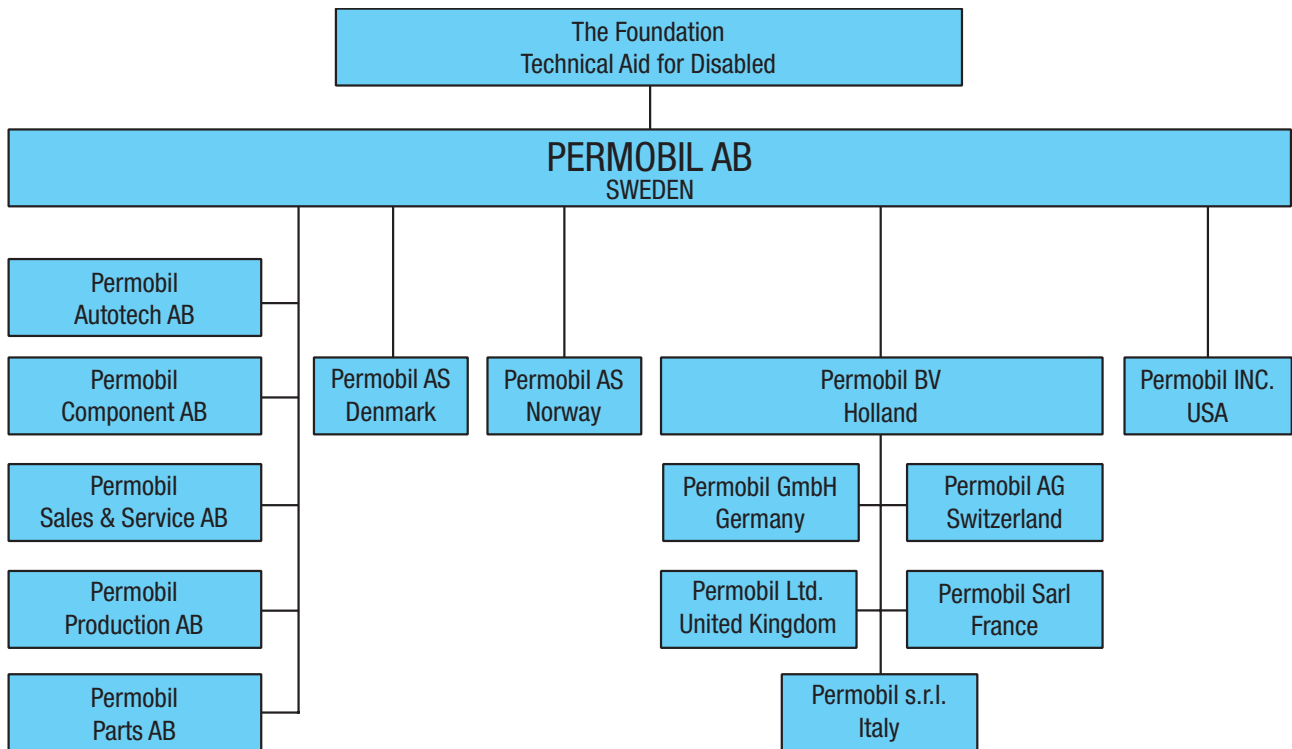 The Foundation
Technical Aid for Disabled
PERMOBIL AB
SWEDEN
Permobil
Autotech AB
Permobil
Component AB
Permobil
Sales & Service AB
Permobil
Production AB
Permobil
Parts AB
Permobil AS
Denmark
Permobil AS
Norway
Permobil BV
Holland
Permobil GmbH
Germany
Permobil AG
Switzerland
Permobil Ltd.
United Kingdom
Permobil Sarl
France
Permobil s.r.l.
Italy
Permobil INC.
USA